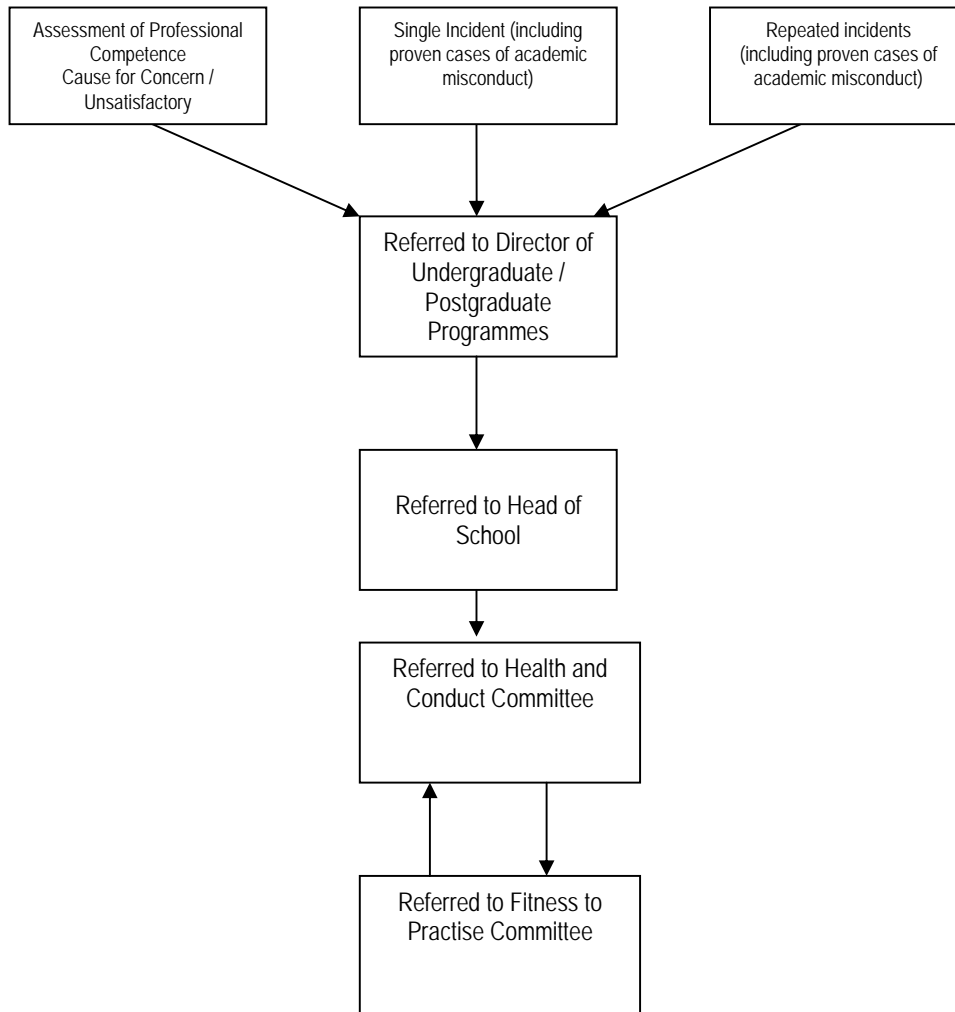 Assessment of Professional
Competence
Cause for Concern /
Unsatisfactory
Single Incident (including
proven cases of academic
misconduct)
Repeated incidents
(including proven cases of
academic misconduct)
Referred to Director of
Undergraduate /
Postgraduate
Programmes
Referred to Head of
School
Referred to Health and
Conduct Committee
Referred to Fitness to
Practise Committee